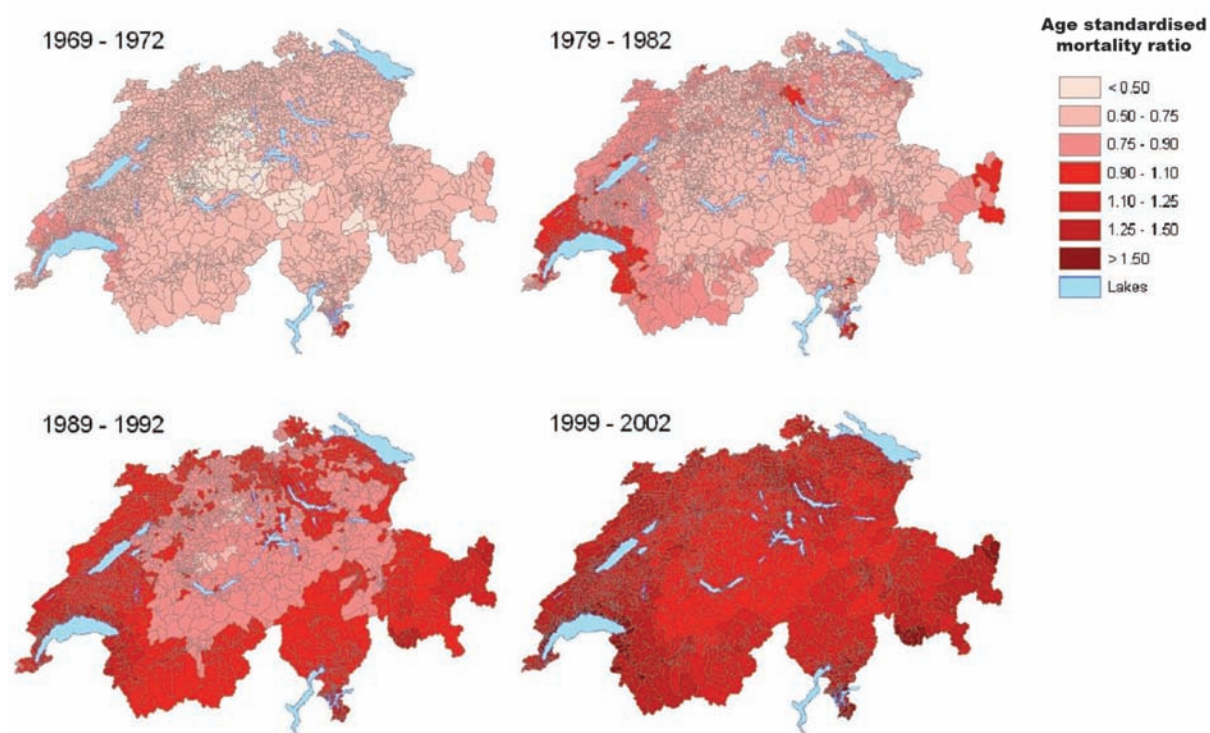 1969 - 1972
1979 - 1982
Age standardised
mortality ratio
< 0.50
0.50 - 0.75
0.75 - 0.90
0.90 - 1.10
1.10 - 1.25
1.25 - 1.50
> 1.50
Lakes
1989 - 1992
1999 - 2002